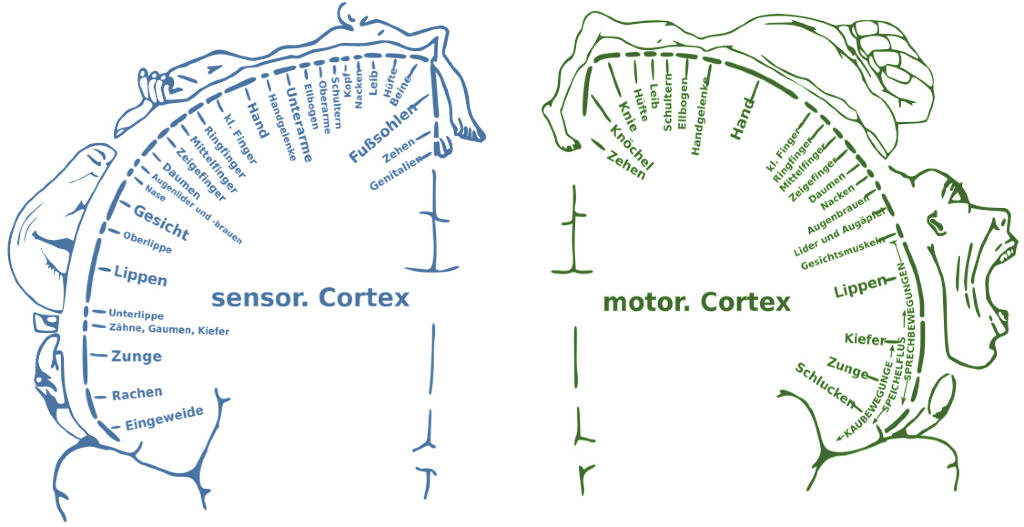 Genitalien
Zehen
Fußsohlen
Beine
Hüfte
Leib
Nacken
Kopf
Schultern
Oberarme
Ellbogen
Unterarme
Handgelenke
Hand
kl. Finger
Ringfinger
Mittelfinger
Zeigefinger
Daumen
Augenlider und -brauen
Nase
Gesicht
Oberlippe
Lippen
Unterlippe
Zähne, Gaumen, Kiefer
Zunge
Rachen
Eingeweide
sensor. Cortex
motor. Cortex
Zehen
Knöchel
Knie
Hüfte
Leib
Schultern
Ellbogen
Handgelenke
Hand
kl. Finger
Ringfinger
Mittelfinger
Zeigefinger
Daumen
Nacken
Augenbrauen
Lider und Augäpfel
Gesichtsmuskeln
Lippen
Kiefer
Zunge
Schlucken
KAUBEWEGUNGE
SPEICHELFLUS
SPRECHBEWEGUNGEN